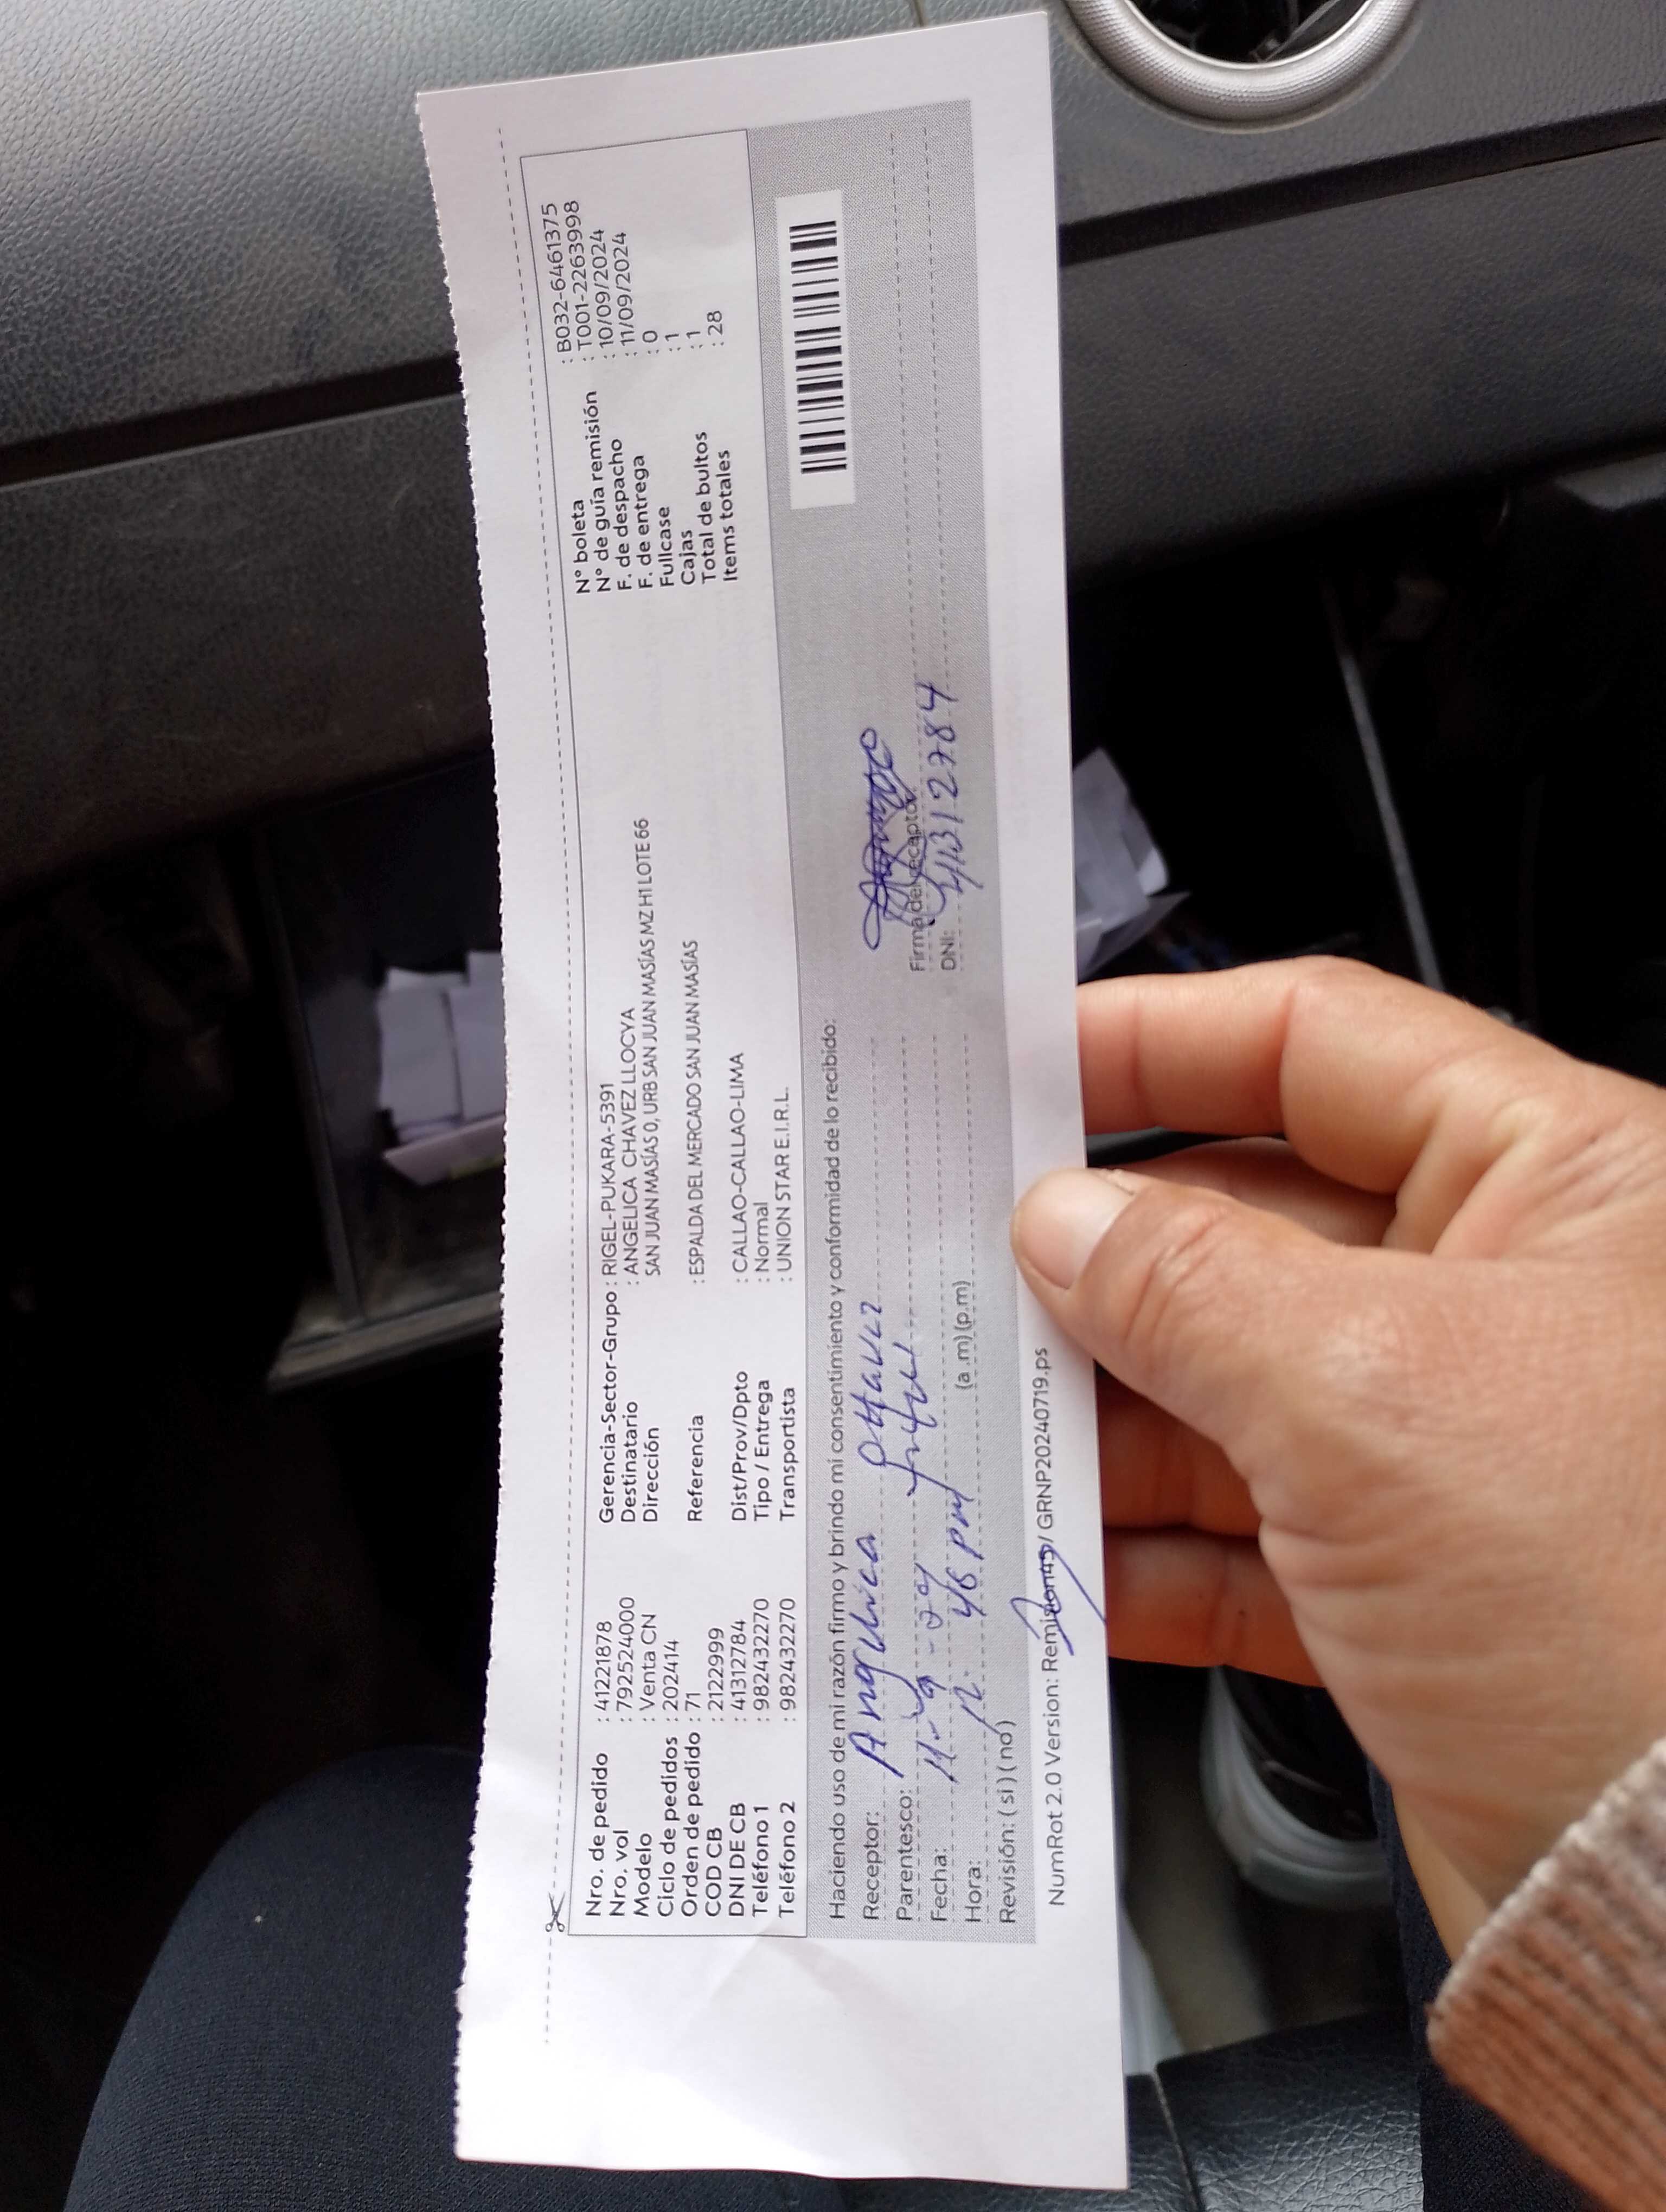 Nro. de pedido : 41221878
Nro. vol : 792524000
Modelo : Venta CN
Ciclo de pedidos : 202414
Orden de pedido : 71
COD CB : 2122999
DNI DE CB : 41312784
Teléfono 1 : 982432270
Teléfono 2 : 982432270
Gerencia-Sector-Grupo : RIGEL-PUKARA-5391
Destinatario : ANGELICA CHAVEZ LLOCYA
Dirección SAN JUAN MASÍAS 0, URB SAN JUAN MASÍAS MZ H1 LOTE 66
Referencia : ESPALDA DEL MERCADO SAN JUAN MASÍAS
Dist/Prov/Dpto : CALLAO-CALLAO-LIMA
Tipo / Entrega : Normal
Transportista : UNION STAR E.I.R.L.
N° boleta : B032-6461375
N° de guía remisión : T001-2263998
F. de despacho : 10/09/2024
F. de entrega : 11/09/2024
Fullcase : 0
Cajas : 1
Total de bultos : 1
Items totales : 28
Haciendo uso de mi razón firmo y brindo mi consentimiento y conformidad de lo recibido:
Receptor: Angelica
Parentesco:
Fecha:
Hora: 12 46 pm (a .m) (p.m)
Revisión: ( si ) ( no )
Firma del recaptor
DNI: 41312784
NumRot 2.0 Version: / GRNP20240719.ps